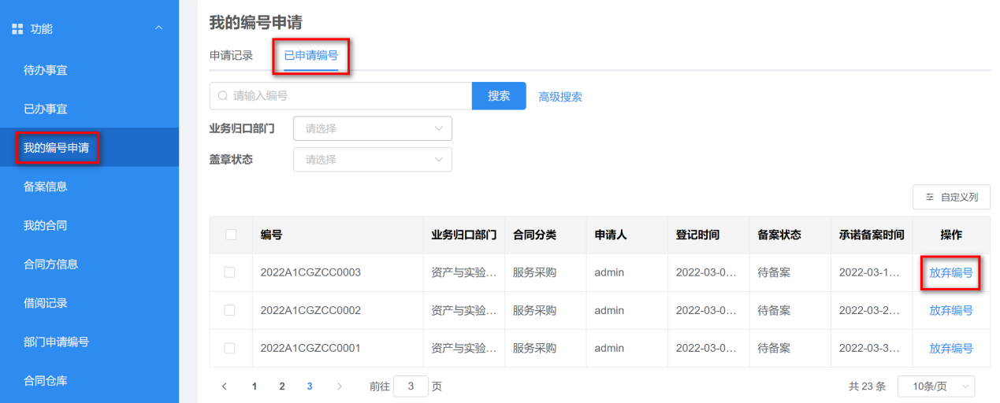 功能
待办事宜
已办事宜
我的编号申请
备案信息
我的合同
合同方信息
借阅记录
部门申请编号
合同仓库
我的编号申请
申请记录 已申请编号
请输入编号 搜索 高级搜索
业务归口部门 请选择
盖章状态 请选择
自定义列
编号 业务归口部门 合同分类 申请人 登记时间 备案状态 承诺备案时间 操作
2022A1CGZCC0003 资产与实验... 服务采购 admin 2022-03-0... 待备案 2022-03-1... 放弃编号
2022A1CGZCC0002 资产与实验... 服务采购 admin 2022-03-0... 待备案 2022-03-2... 放弃编号
2022A1CGZCC0001 资产与实验... 服务采购 admin 2022-03-0... 待备案 2022-03-3... 放弃编号
1 2 3 前往 3 页 共 23 条 10条/页